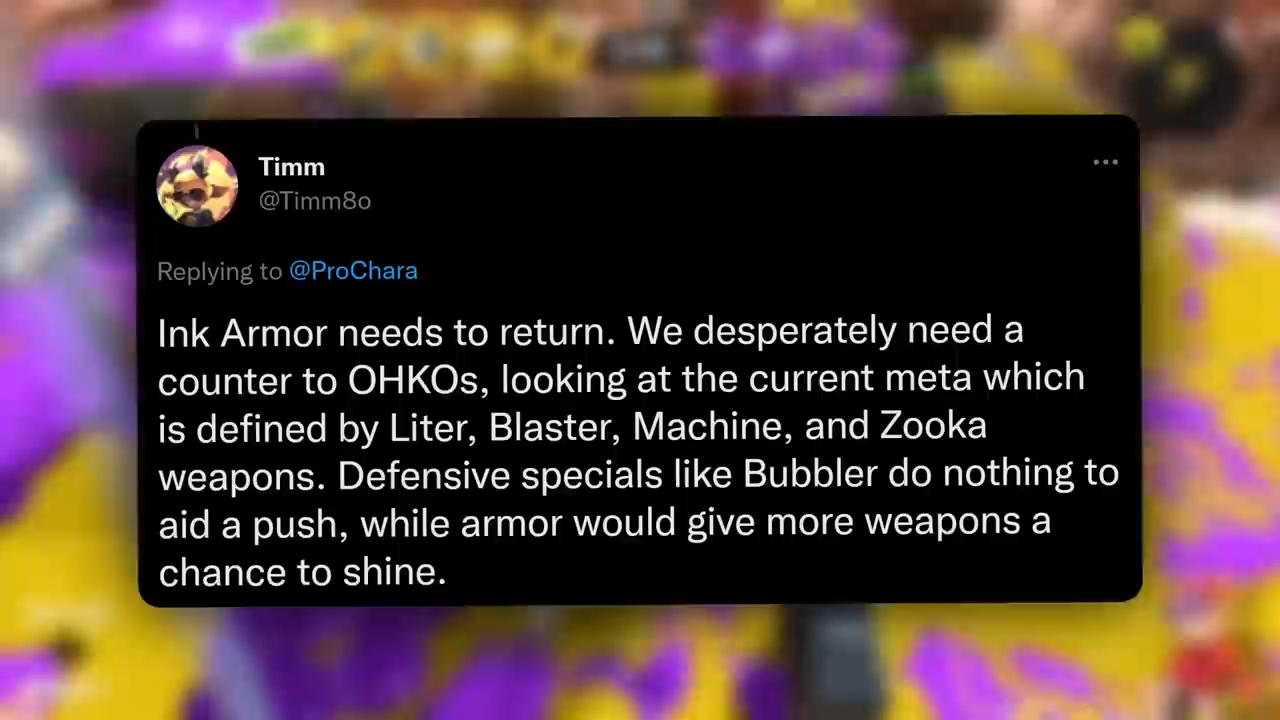 Timm
@Timm8o
Replying to @ProChara
Ink Armor needs to return. We desperately need a
counter to OHKOs, looking at the current meta which
is defined by Liter, Blaster, Machine, and Zooka
weapons. Defensive specials like Bubbler do nothing to
aid a push, while armor would give more weapons a
chance to shine.